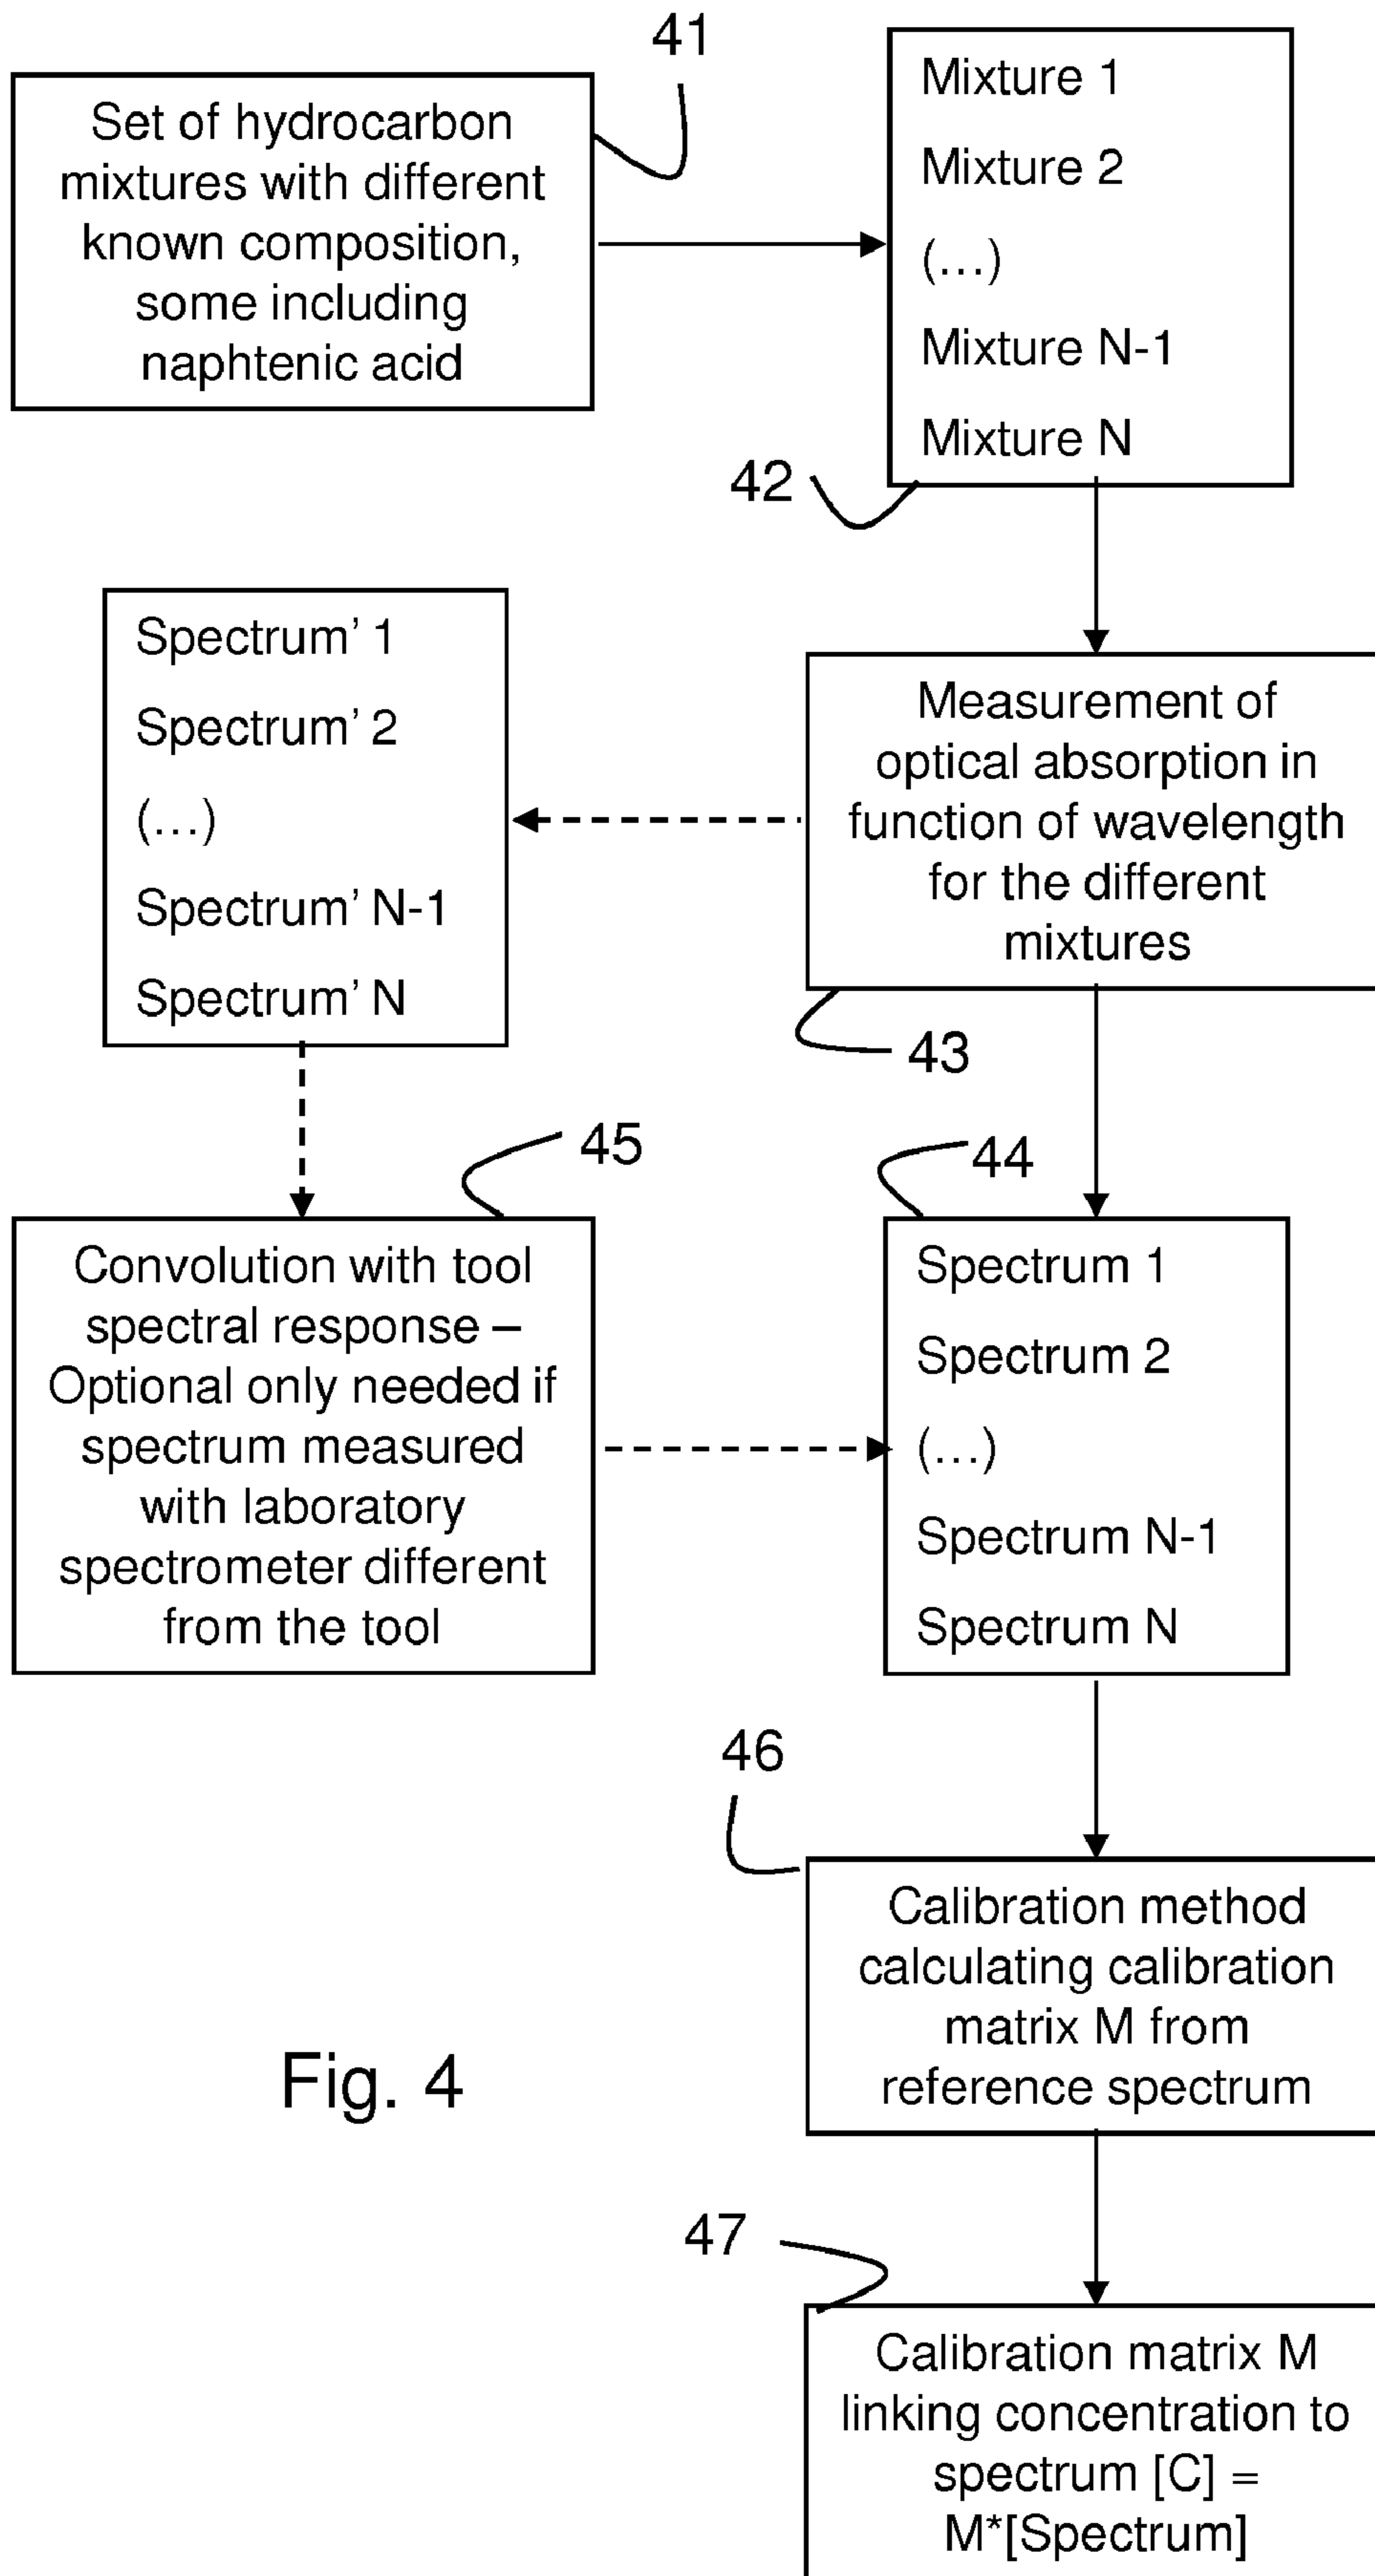 41
Set of hydrocarbon
mixtures with different
known composition,
some including
naphtenic acid
Mixture 1
Mixture 2
(...)
Mixture N-1
Mixture N
42
Measurement of
optical absorption in
function of wavelength
for the different
mixtures
43
Spectrum' 1
Spectrum' 2
(...)
Spectrum' N-1
Spectrum' N
45
Convolution with tool
spectral response –
Optional only needed if
spectrum measured
with laboratory
spectrometer different
from the tool
44
Spectrum 1
Spectrum 2
(...)
Spectrum N-1
Spectrum N
46
Calibration method
calculating calibration
matrix M from
reference spectrum
47
Calibration matrix M
linking concentration to
spectrum [C] =
M*[Spectrum]
Fig. 4